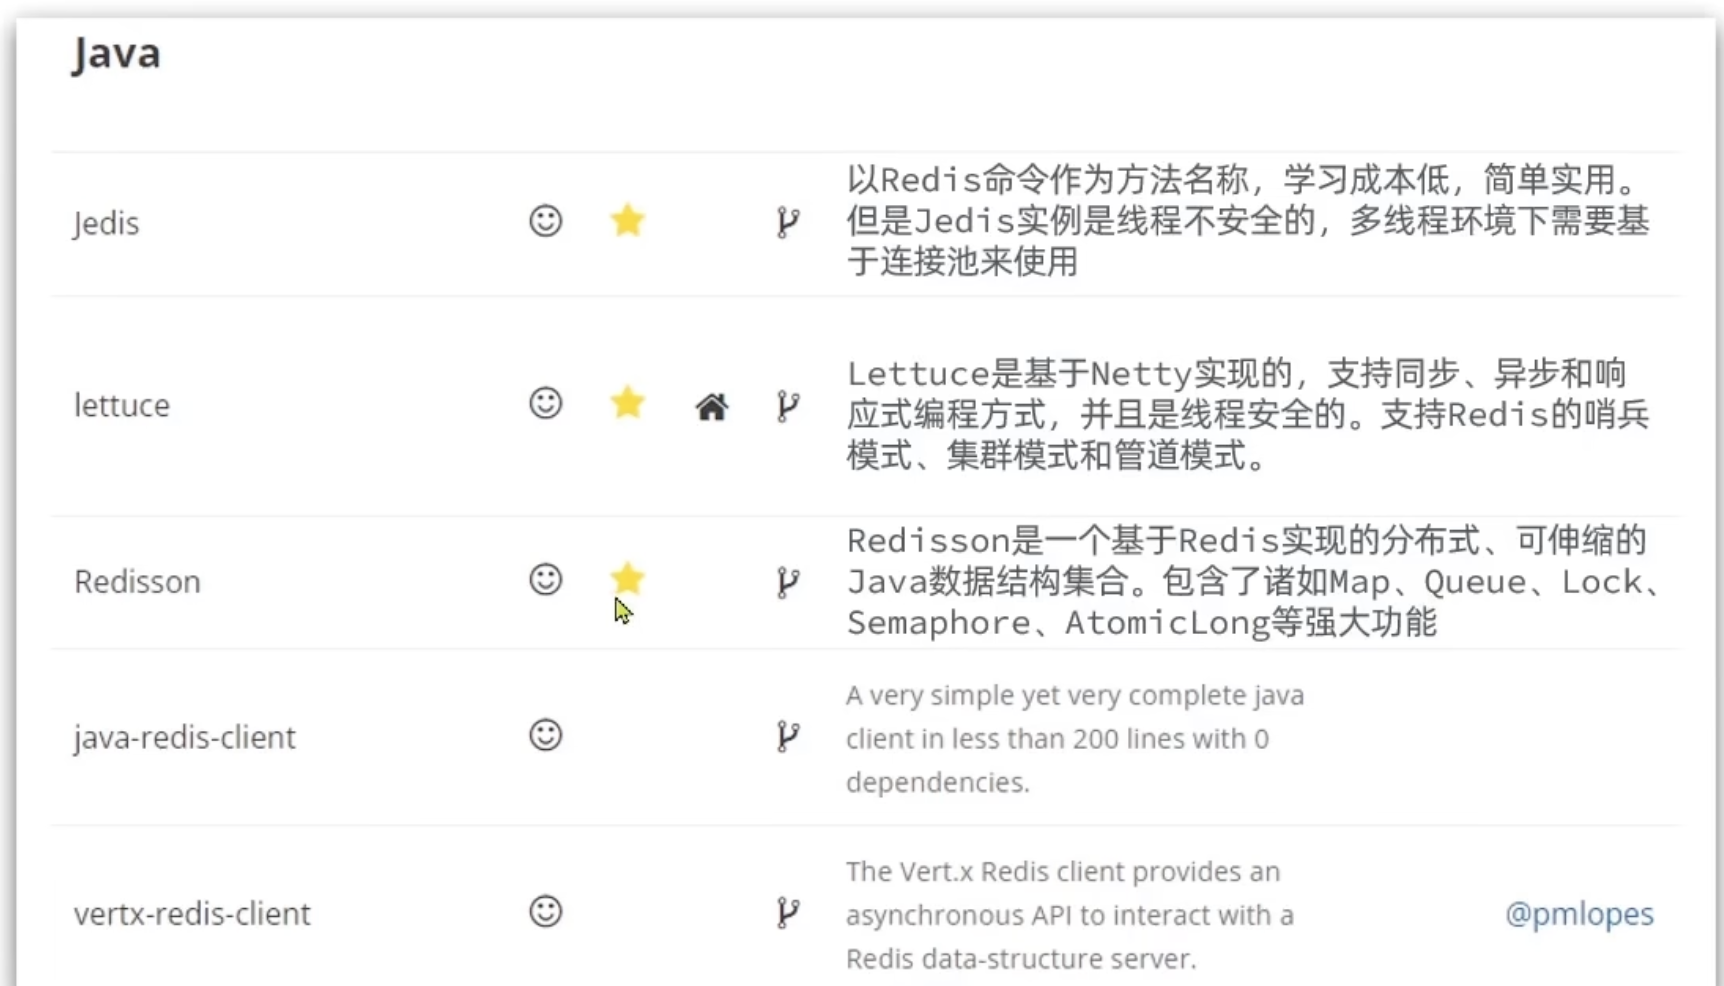 Java
Jedis
以Redis命令作为方法名称，学习成本低，简单实用。
但是Jedis实例是线程不安全的，多线程环境下需要基
于连接池来使用
lettuce
Lettuce是基于Netty实现的，支持同步、异步和响
应式编程方式，并且是线程安全的。支持Redis的哨兵
模式、集群模式和管道模式。
Redisson
Redisson是一个基于Redis实现的分布式、可伸缩的
Java数据结构集合。包含了诸如Map、Queue、Lock、
Semaphore、AtomicLong等强大功能
java-redis-client
A very simple yet very complete java
client in less than 200 lines with 0
dependencies.
vertx-redis-client
The Vert.x Redis client provides an
asynchronous API to interact with a
Redis data-structure server.
@pmlopes